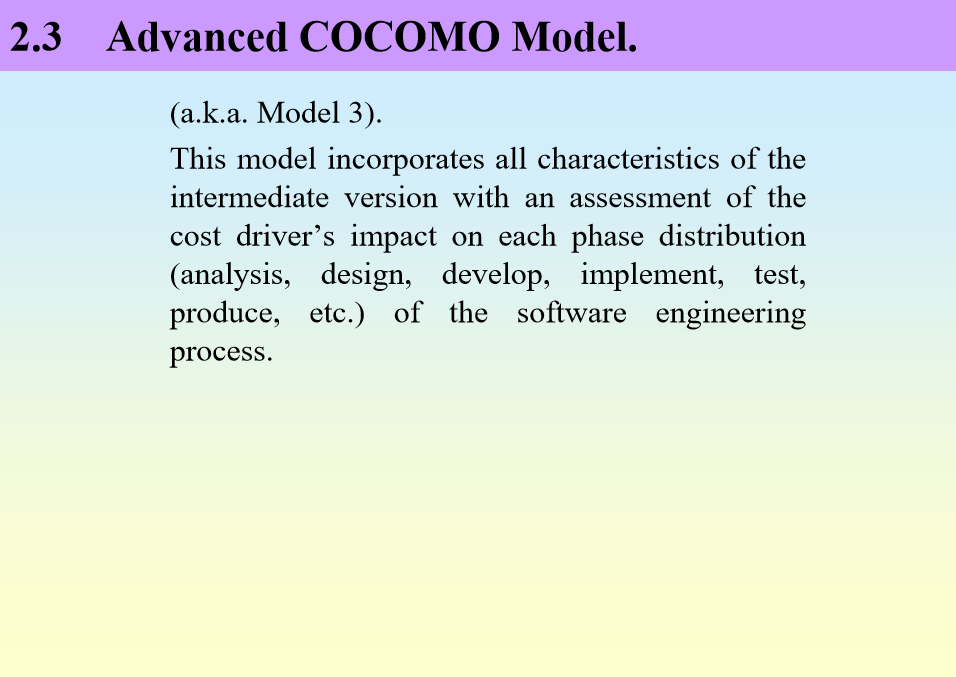 2.3 Advanced COCOMO Model.
(a.k.a. Model 3).
This model incorporates all characteristics of the
intermediate version with an assessment of the
cost driver’s impact on each phase distribution
(analysis, design, develop, implement, test,
produce, etc.) of the software engineering
process.